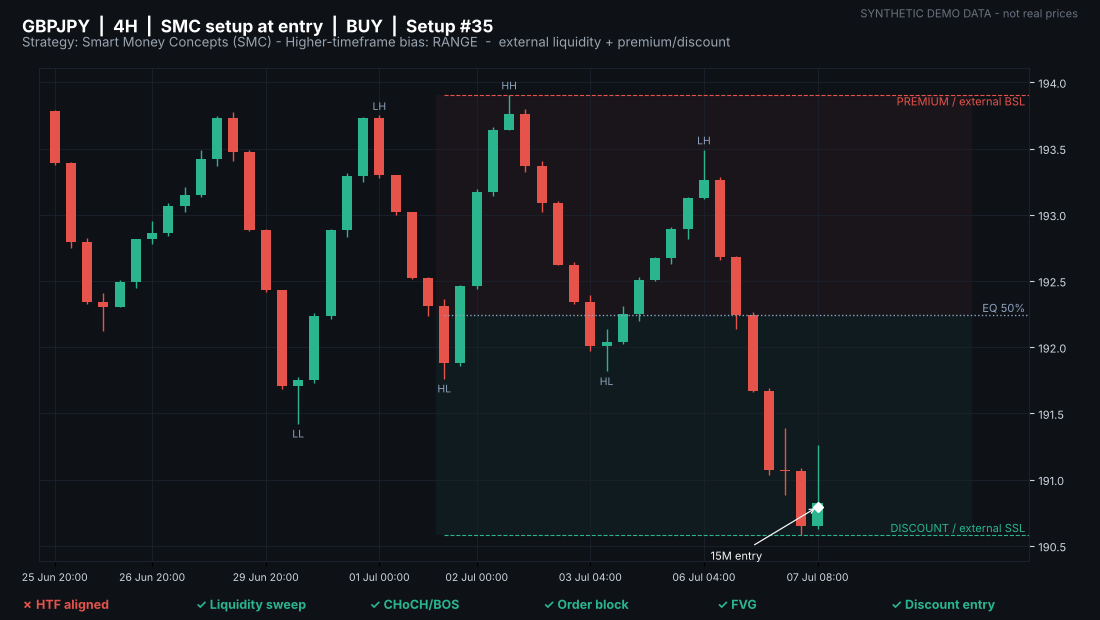 SYNTHETIC DEMO DATA - not real prices
GBPJPY | 4H | SMC setup at entry | BUY | Setup #35
Strategy: Smart Money Concepts (SMC) - Higher-timeframe bias: RANGE - external liquidity + premium/discount
194.0
HH
PREMIUM / external BSL
LH
193.5
LH
193.0
192.5
EQ 50%
192.0
HL
HL
191.5
LL
191.0
DISCOUNT / external SSL
190.5
15M entry
25 Jun 20:00 26 Jun 20:00 29 Jun 20:00 01 Jul 00:00 02 Jul 00:00 03 Jul 04:00 06 Jul 04:00 07 Jul 08:00
× HTF aligned ✓ Liquidity sweep ✓ CHoCH/BOS ✓ Order block ✓ FVG ✓ Discount entry